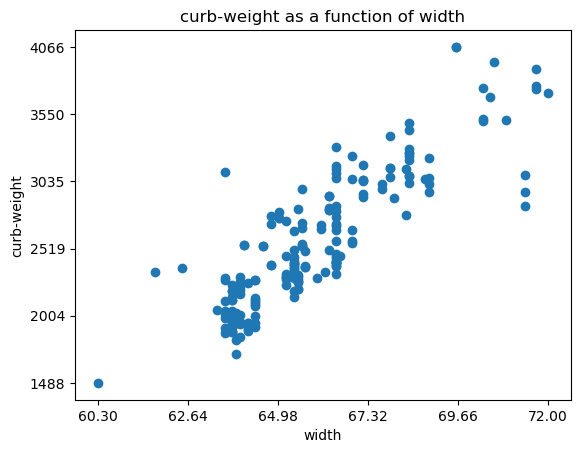 curb-weight as a function of width
4066
3550
3035
2519
2004
1488
curb-weight
60.30 62.64 64.98 67.32 69.66 72.00
width